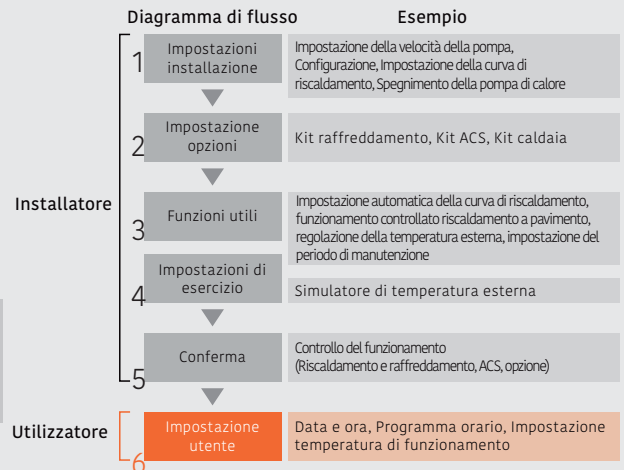 Diagramma di flusso
Esempio
Installatore
1
Impostazioni
installazione
Impostazione della velocità della pompa,
Configurazione, Impostazione della curva di
riscaldamento, Spegnimento della pompa di calore
2
Impostazione
opzioni
Kit raffreddamento, Kit ACS, Kit caldaia
3
Funzioni utili
Impostazione automatica della curva di riscaldamento,
funzionamento controllato riscaldamento a pavimento,
regolazione della temperatura esterna, impostazione del
periodo di manutenzione
4
Impostazioni di
esercizio
Simulatore di temperatura esterna
5
Conferma
Controllo del funzionamento
(Riscaldamento e raffreddamento, ACS, opzione)
Utilizzatore
6
Impostazione
utente
Data e ora, Programma orario, Impostazione
temperatura di funzionamento